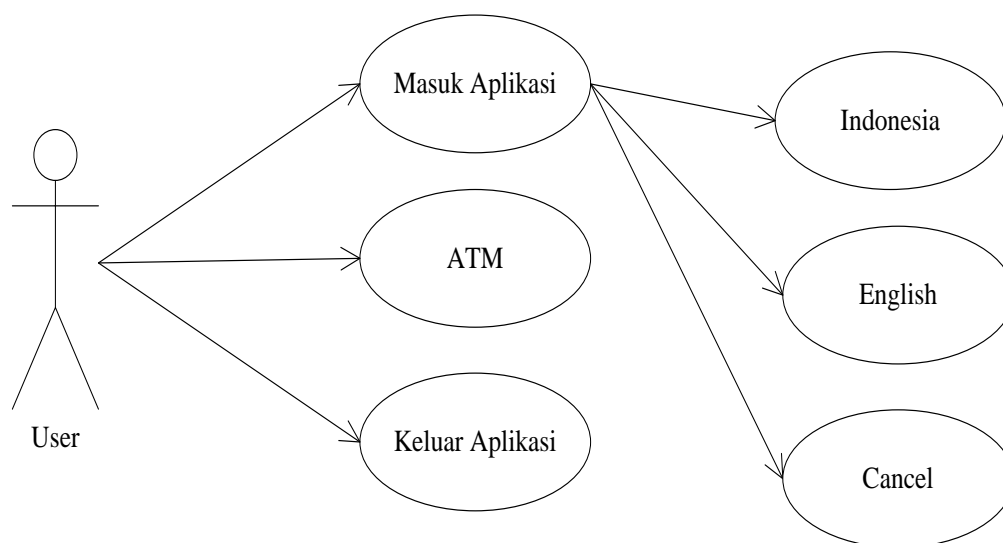 Masuk Aplikasi
Indonesia
ATM
English
User
Keluar Aplikasi
Cancel